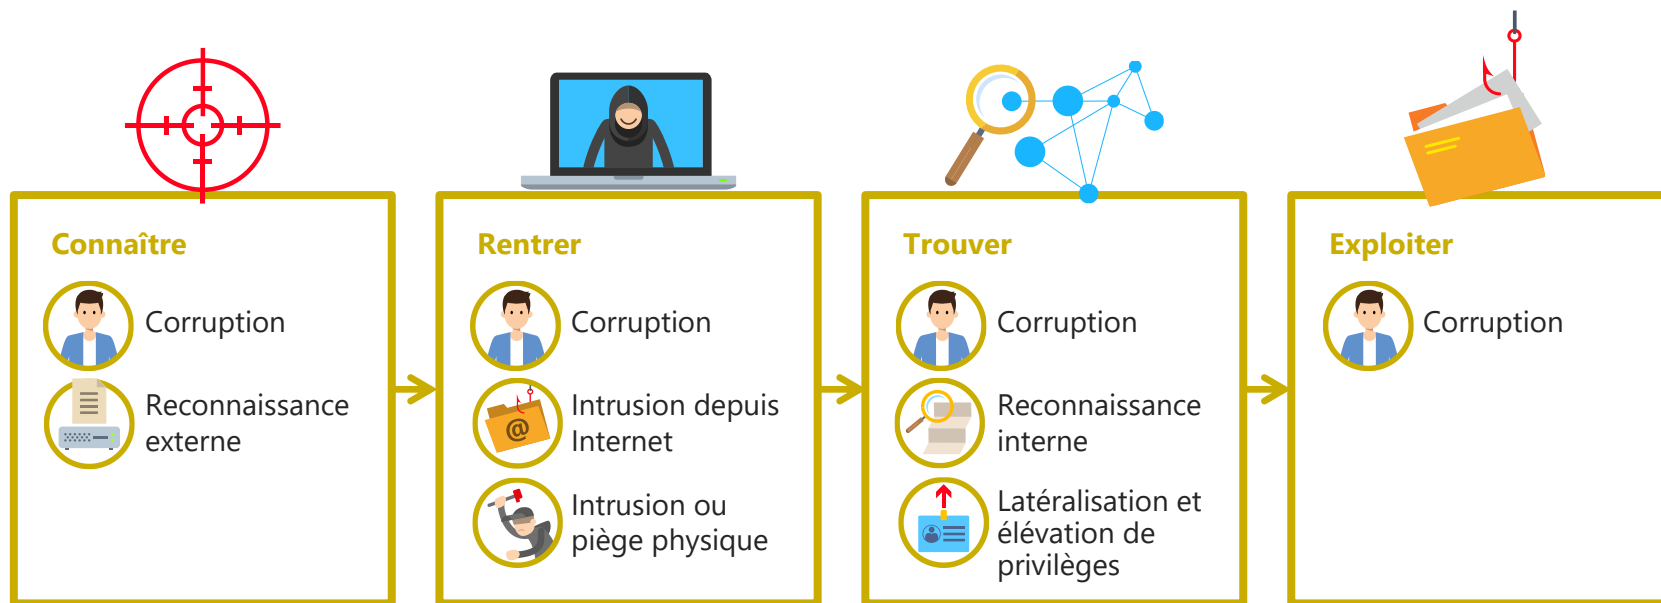 Connaître
Corruption
Reconnaissance
externe
Rentrer
Corruption
@
Intrusion depuis
Internet
Intrusion ou
piège physique
Trouver
Corruption
Reconnaissance
interne
Latéralisation et
élévation de
privilèges
Exploiter
Corruption